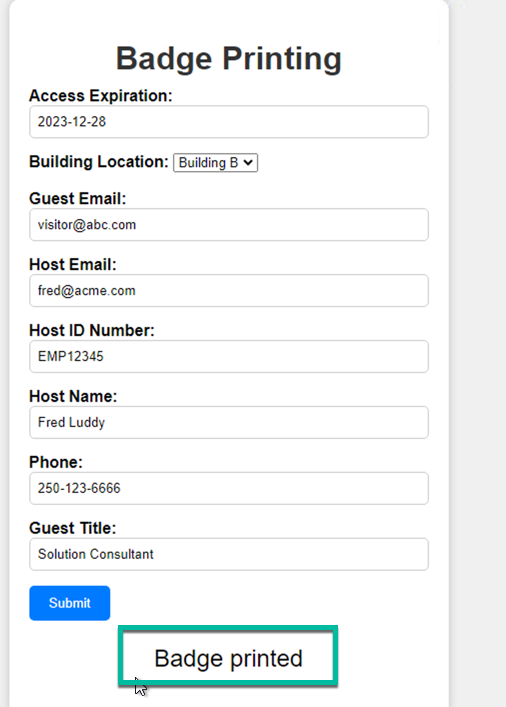 Badge Printing
Access Expiration:
2023-12-28
Building Location: Building B
Guest Email:
visitor@abc.com
Host Email:
fred@acme.com
Host ID Number:
EMP12345
Host Name:
Fred Luddy
Phone:
250-123-6666
Guest Title:
Solution Consultant
Submit
Badge printed